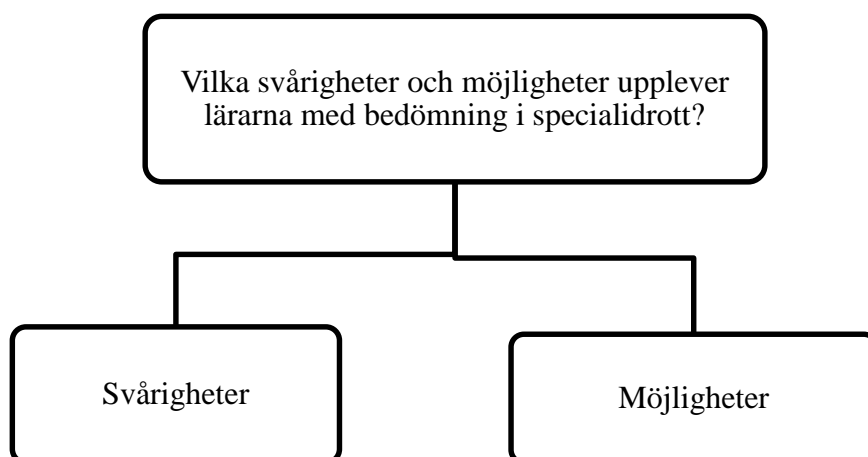 Vilka svårigheter och möjligheter upplever
lärarna med bedömning i specialidrott?
Svårigheter
Möjligheter